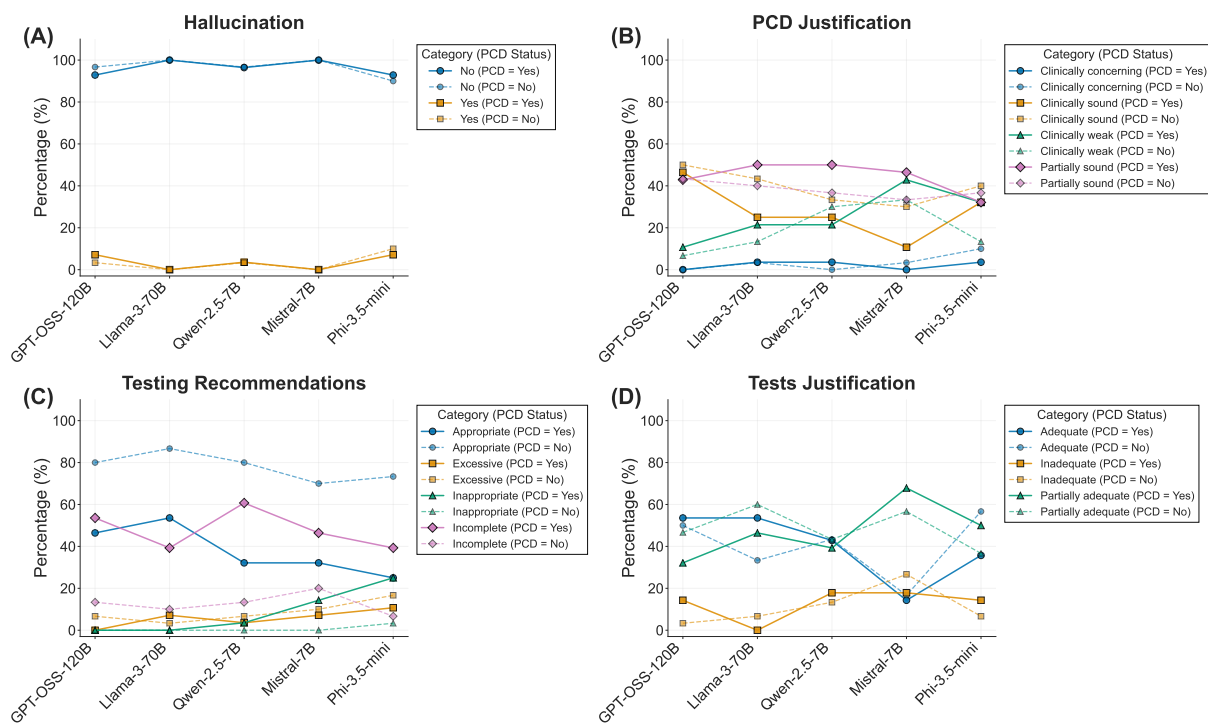 (A)
Hallucination
Percentage (%)
100
80
60
40
20
0
GPT-OSS-120B
Llama-3-70B
Qwen-2.5-7B
Mistral-7B
Phi-3.5-mini
Category (PCD Status)
No (PCD = Yes)
No (PCD = No)
Yes (PCD = Yes)
Yes (PCD = No)
(B)
PCD Justification
Percentage (%)
100
80
60
40
20
0
GPT-OSS-120B
Llama-3-70B
Qwen-2.5-7B
Mistral-7B
Phi-3.5-mini
Category (PCD Status)
Clinically concerning (PCD = Yes)
Clinically concerning (PCD = No)
Clinically sound (PCD = Yes)
Clinically sound (PCD = No)
Clinically weak (PCD = Yes)
Clinically weak (PCD = No)
Partially sound (PCD = Yes)
Partially sound (PCD = No)
(C)
Testing Recommendations
Percentage (%)
100
80
60
40
20
0
GPT-OSS-120B
Llama-3-70B
Qwen-2.5-7B
Mistral-7B
Phi-3.5-mini
Category (PCD Status)
Appropriate (PCD = Yes)
Appropriate (PCD = No)
Excessive (PCD = Yes)
Excessive (PCD = No)
Inappropriate (PCD = Yes)
Inappropriate (PCD = No)
Incomplete (PCD = Yes)
Incomplete (PCD = No)
(D)
Tests Justification
Percentage (%)
100
80
60
40
20
0
GPT-OSS-120B
Llama-3-70B
Qwen-2.5-7B
Mistral-7B
Phi-3.5-mini
Category (PCD Status)
Adequate (PCD = Yes)
Adequate (PCD = No)
Inadequate (PCD = Yes)
Inadequate (PCD = No)
Partially adequate (PCD = Yes)
Partially adequate (PCD = No)